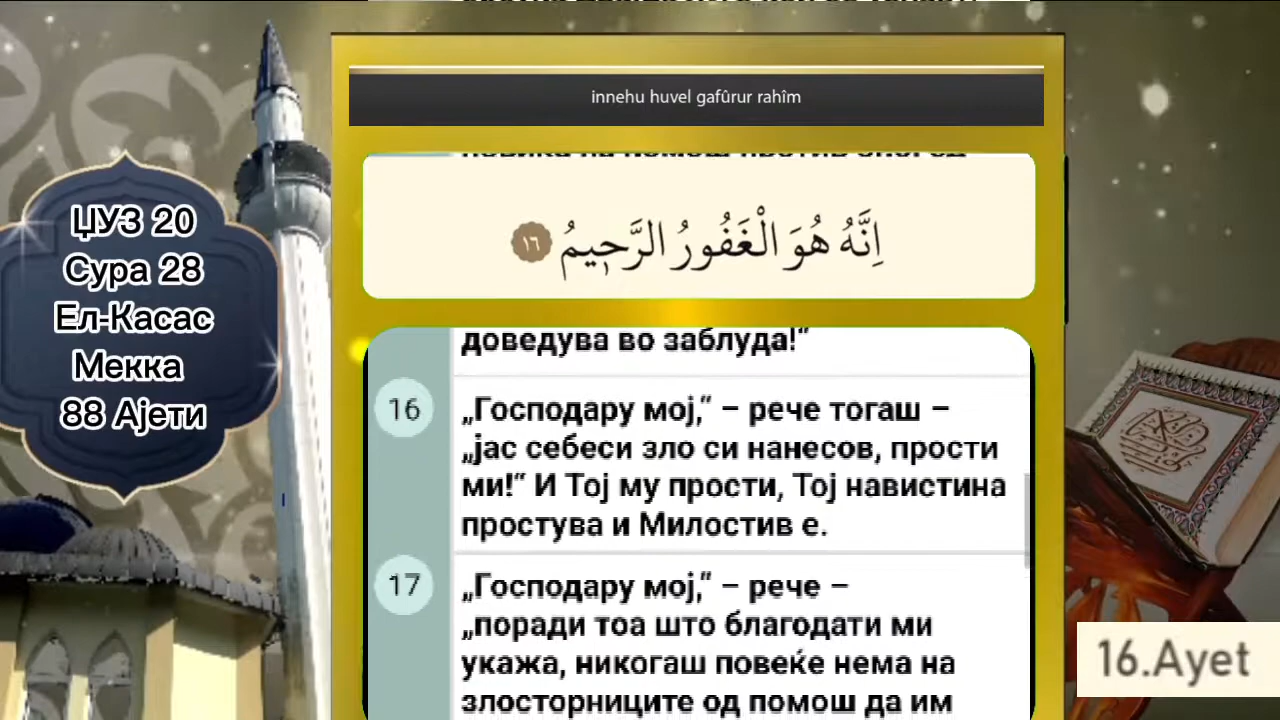 innehu huvel gafûrur rahîm
اِنَّهُ هُوَ الْغَفُورُ الرَّح۪يمُ ١٦
ЏУЗ 20
Сура 28
Ел-Касас
Мекка
88 Ајети
доведува во заблуда!“
16 „Господару мој,“ – рече тогаш –
„јас себеси зло си нанесов, прости
ми!“ И Тој му прости, Тој навистина
простува и Милостив е.
17 „Господару мој,“ – рече –
„поради тоа што благодати ми
укажа, никогаш повеќе нема на
злосторниците од помош да им
16.Ayet